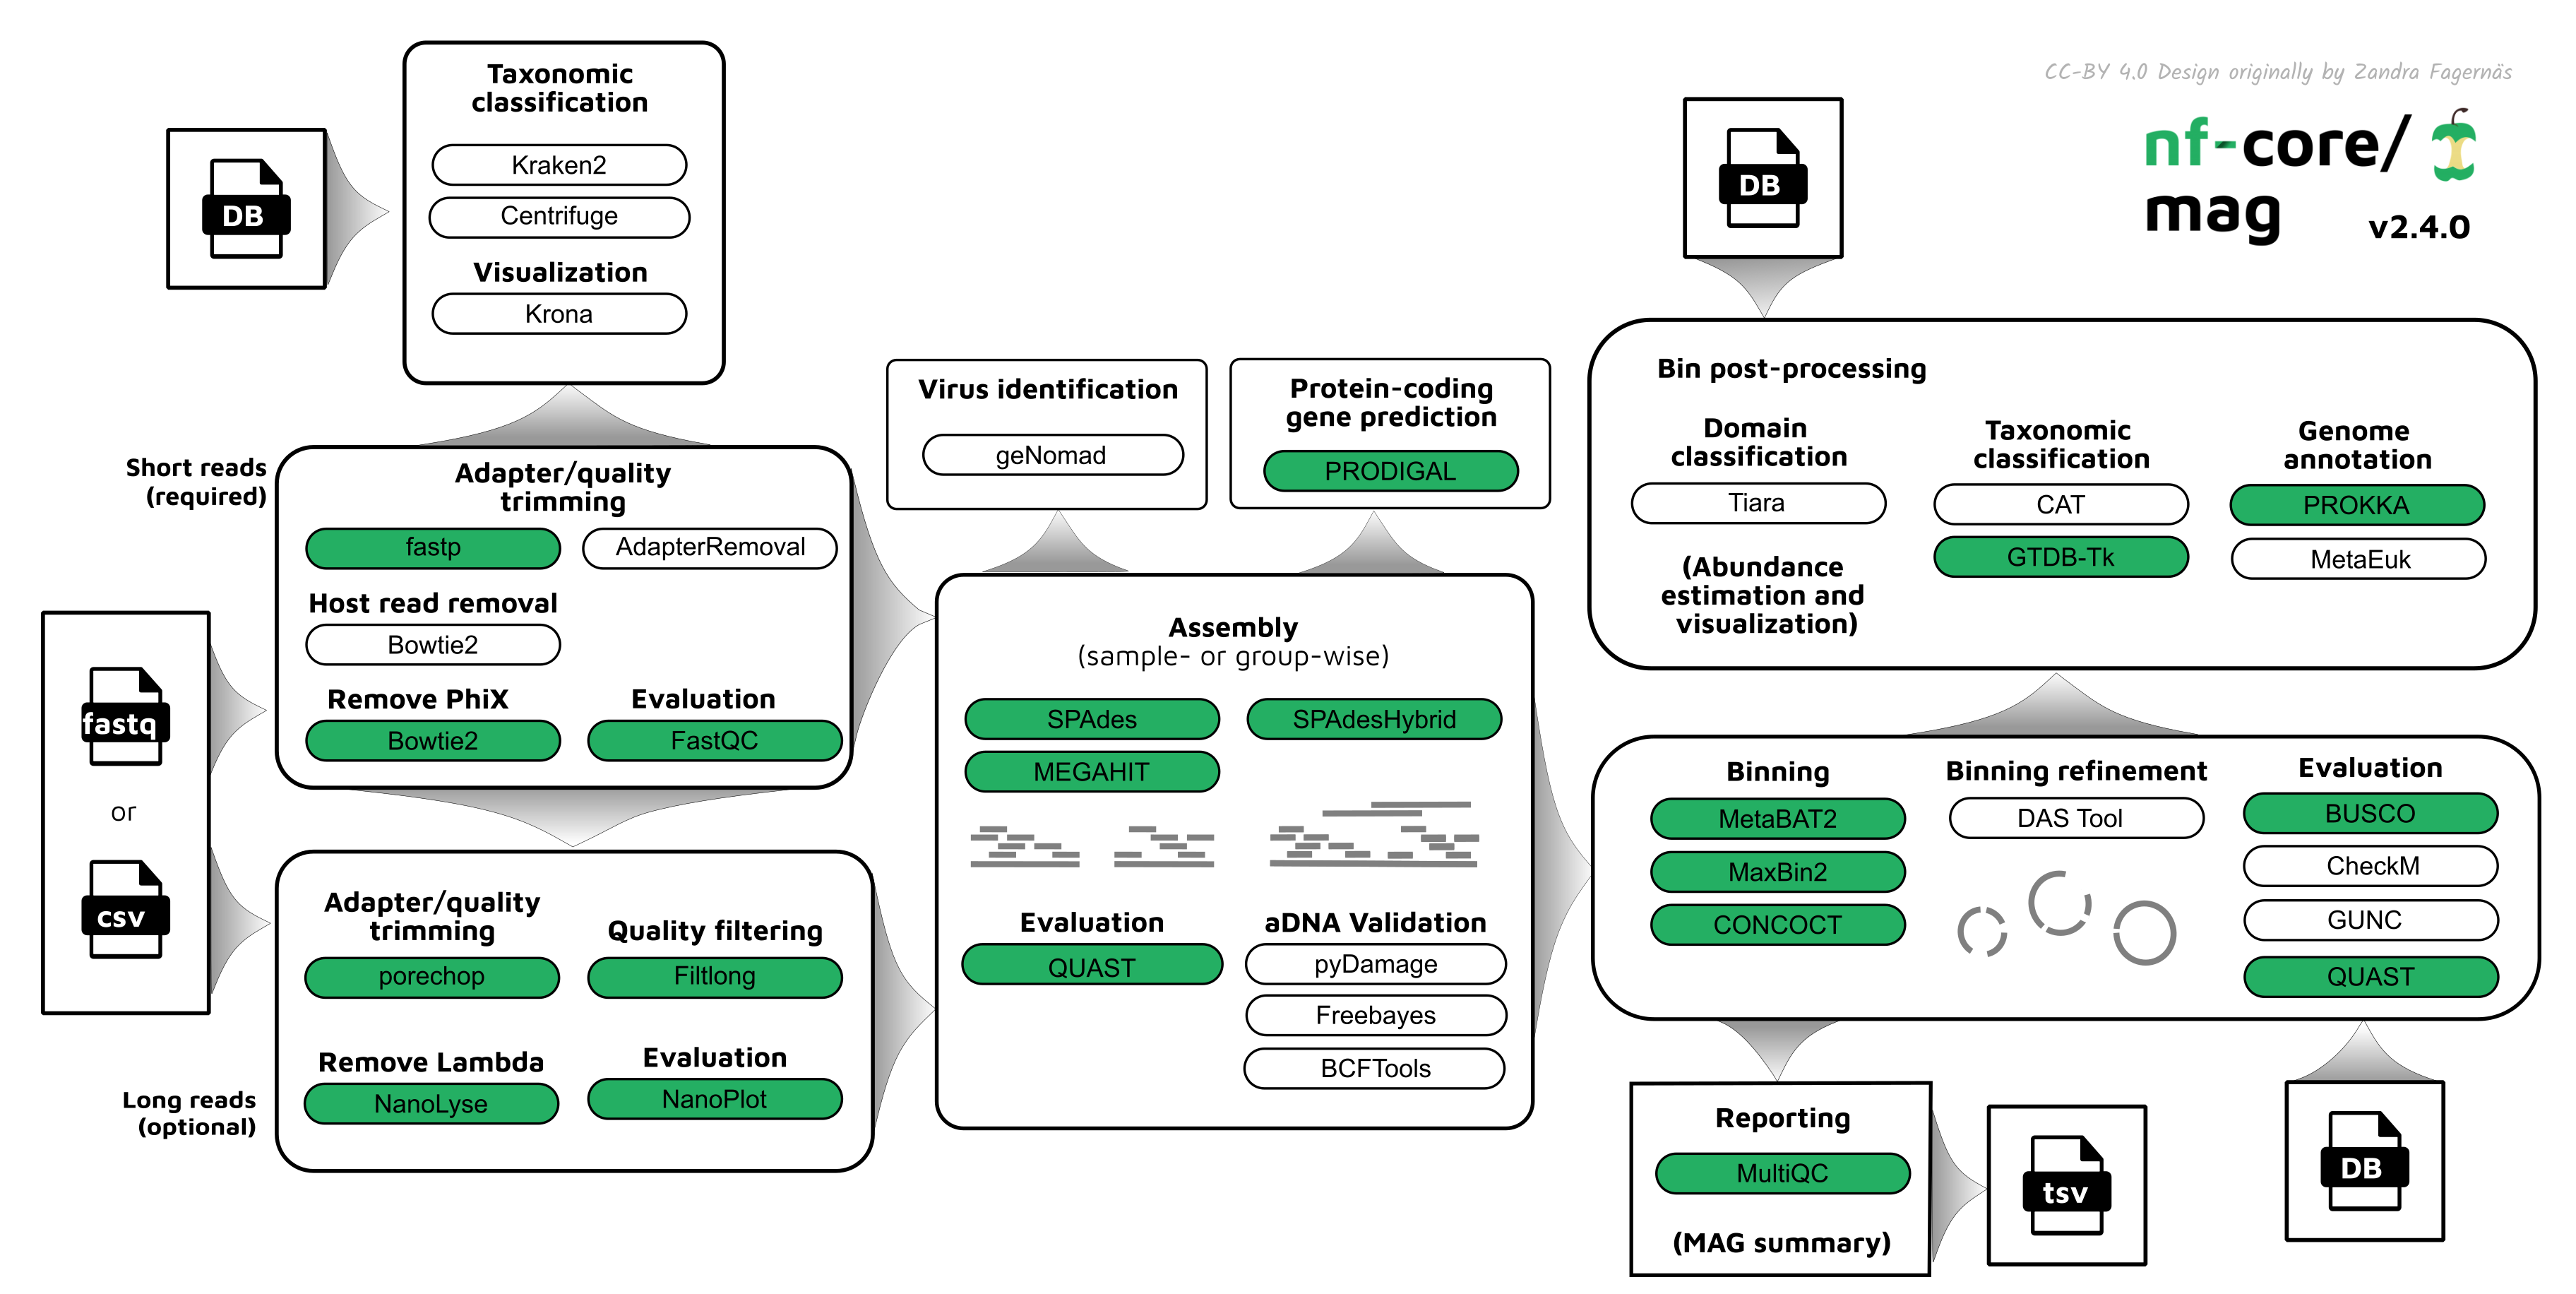 CC-BY 4.0 Design originally by Zandra Fagernäs
nf-core/
mag
v2.4.0
DB
Taxonomic
classification
Kraken2
Centrifuge
Visualization
Krona
Short reads
(required)
Adapter/quality
trimming
fastp
AdapterRemoval
Host read removal
Bowtie2
Remove PhiX
Evaluation
Bowtie2
FastQC
fastq
or
csv
Long reads
(optional)
Adapter/quality
trimming
Quality filtering
porechop
Filtlong
Remove Lambda
Evaluation
NanoLyse
NanoPlot
Virus identification
geNomad
Protein-coding
gene prediction
PRODIGAL
Assembly
(sample- or group-wise)
SPAdes
SPAdesHybrid
MEGAHIT
Evaluation
QUAST
aDNA Validation
pyDamage
Freebayes
BCFTools
DB
Bin post-processing
Domain
classification
Tiara
(Abundance
estimation and
visualization)
Taxonomic
classification
CAT
GTDB-Tk
Genome
annotation
PROKKA
MetaEuk
Binning
MetaBAT2
MaxBin2
CONCOCT
Binning refinement
DAS Tool
Evaluation
BUSCO
CheckM
GUNC
QUAST
Reporting
MultiQC
(MAG summary)
tsv
DB